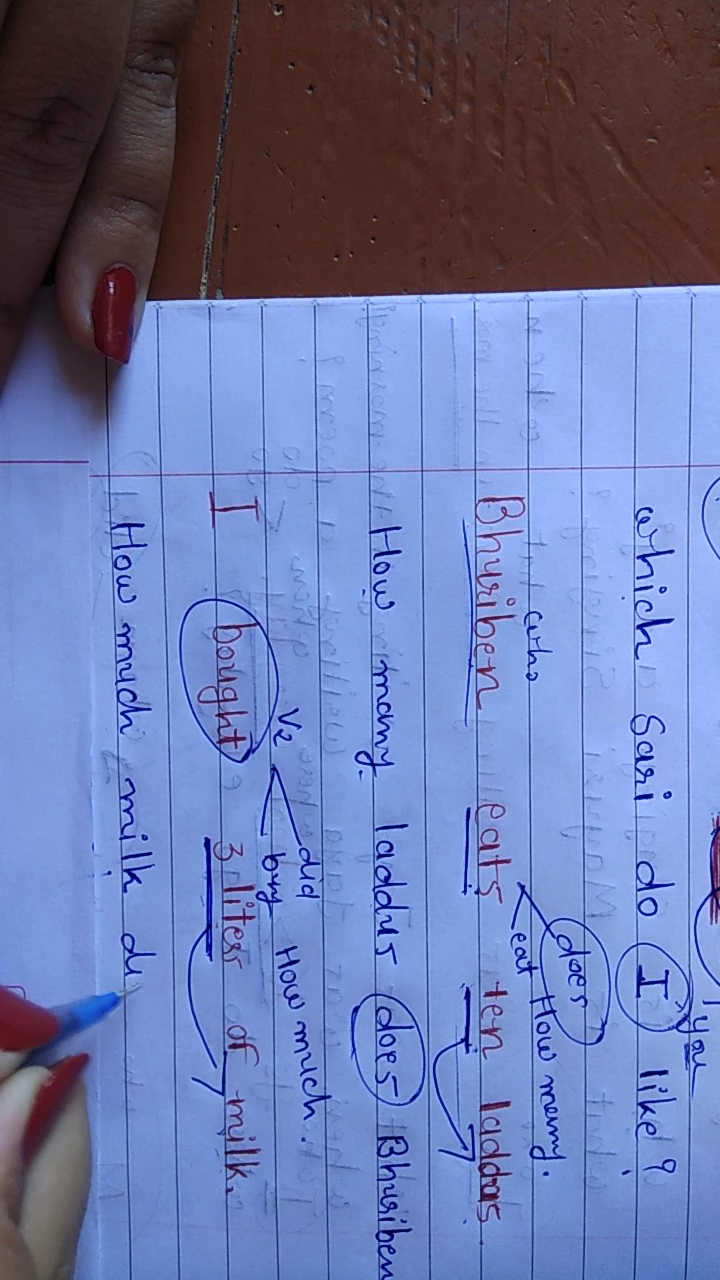 you
which sari do I like?
does
who eat How many.
Bhuriben eats ten laddus.
How many laddus does Bhuriben
did
V2 buy How much.
I bought 3 liter of milk.
How much milk di